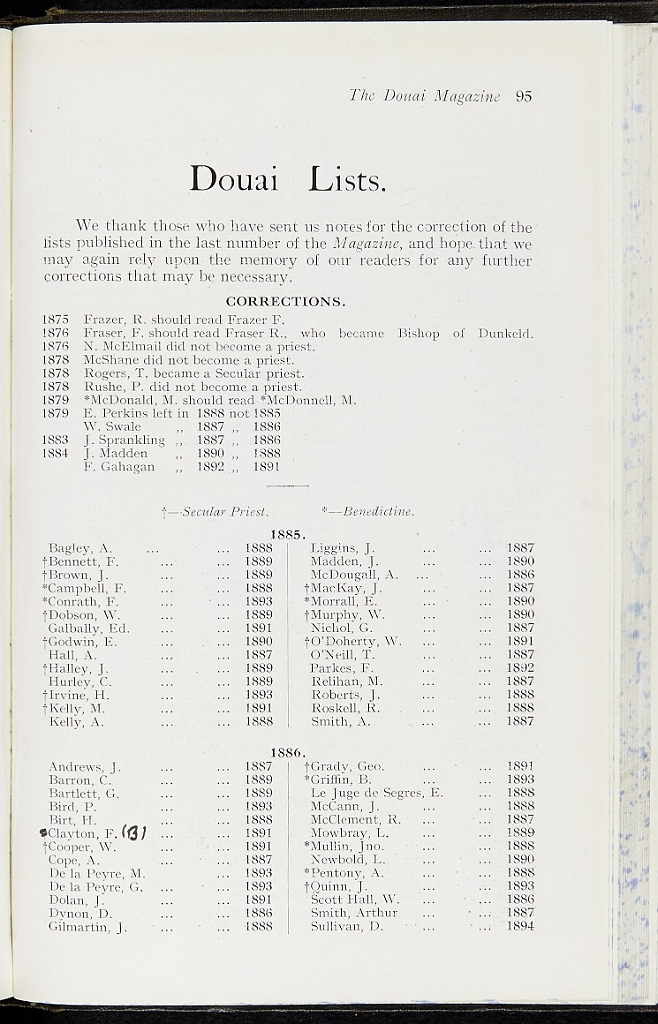 The Douai Magazine 95
Douai Lists.
We thank those who have sent us notes for the correction of the
lists published in the last number of the Magazine, and hope that we
may again rely upon the memory of our readers for any further
corrections that may be necessary.
CORRECTIONS.
1875 Frazer, R. should read Frazer F.
1876 Fraser, F. should read Fraser R., who became Bishop of Dunkeld.
1876 N. McElmail did not become a priest.
1878 McShane did not become a priest.
1878 Rogers, T. became a Secular priest.
1878 Rushe, P. did not become a priest.
1879 *McDonald, M. should read *McDonnell, M.
1879 E. Perkins left in 1888 not 1885
W. Swale ,, 1887 ,, 1886
1883 J. Sprankling ,, 1887 ,, 1886
1884 J. Madden ,, 1890 ,, 1888
F. Gahagan ,, 1892 ,, 1891
†—Secular Priest. *—Benedictine.
1885.
Bagley, A. ... ... 1888
†Bennett, F. ... ... 1889
†Brown, J. ... ... 1889
*Campbell, F. ... ... 1888
*Conrath, F. ... ... 1893
†Dobson, W. ... ... 1889
Galbally, Ed. ... ... 1891
†Godwin, E. ... ... 1890
Hall, A. ... ... 1887
†Halley, J. ... ... 1889
Hurley, C. ... ... 1889
†Irvine, H. ... ... 1893
†Kelly, M. ... ... 1891
Kelly, A. ... ... 1888
Liggins, J. ... ... 1887
Madden, J. ... ... 1890
McDougall, A. ... ... 1886
†MacKay, J. ... ... 1887
*Morrall, E. ... ... 1890
†Murphy, W. ... ... 1890
Nichol, G. ... ... 1887
†O'Doherty, W. ... ... 1891
O'Neill, T. ... ... 1887
Parkes, F. ... ... 1892
Relihan, M. ... ... 1887
Roberts, J. ... ... 1888
Roskell, R. ... ... 1888
Smith, A. ... ... 1887
1886.
Andrews, J. ... ... 1887
Barron, C. ... ... 1889
Bartlett, G. ... ... 1889
Bird, P. ... ... 1893
Birt, H. ... ... 1888
*Clayton, F. (B) ... ... 1891
†Cooper, W. ... ... 1891
Cope, A. ... ... 1887
De la Peyre, M. ... 1893
De la Peyre, G. ... ... 1893
Dolan, J. ... ... 1891
Dynon, D. ... ... 1886
Gilmartin, J. ... ... 1888
†Grady, Geo. ... ... 1891
*Griffin, B. ... ... 1893
Le Juge de Segres, E. ... 1888
McCann, J. ... ... 1888
McClement, R. ... ... 1887
Mowbray, L. ... ... 1889
*Mullin, Jno. ... ... 1888
Newbold, L. ... ... 1890
*Pentony, A. ... ... 1888
†Quinn, J. ... ... 1893
Scott Hall, W. ... ... 1886
Smith, Arthur ... ... 1887
Sullivan, D. ... ... 1894